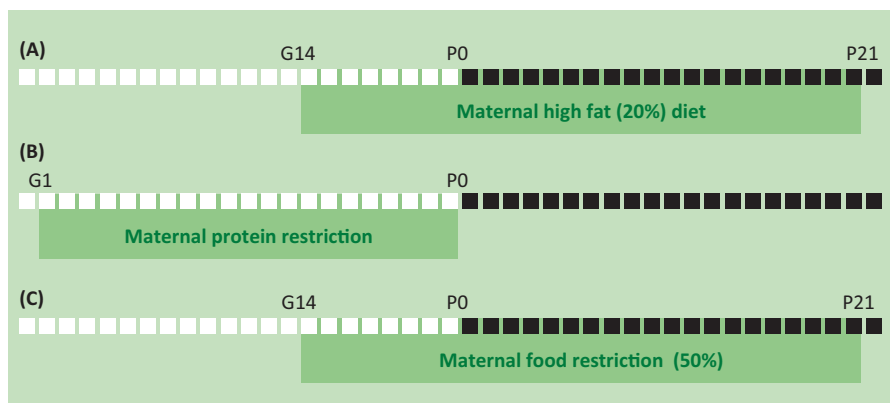 (A)
G14 P0 P21
Maternal high fat (20%) diet
(B)
G1 P0
Maternal protein restriction
(C)
G14 P0 P21
Maternal food restriction (50%)